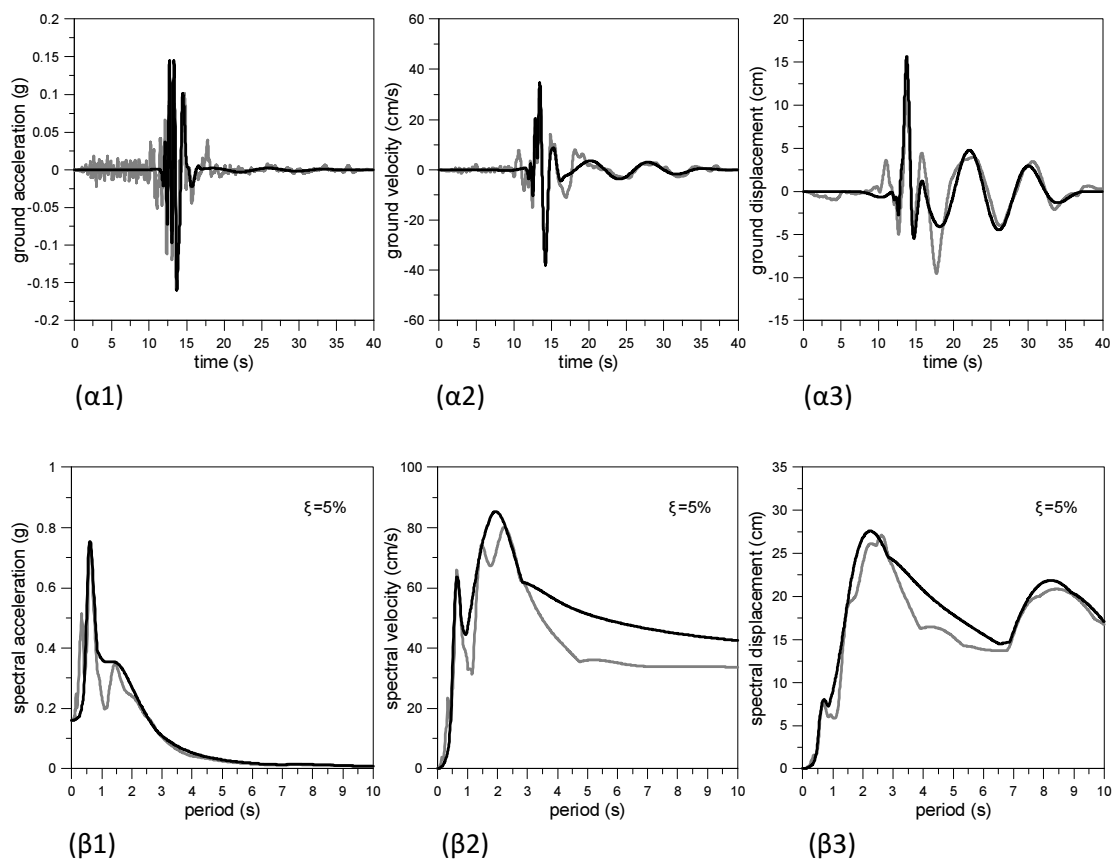 ground acceleration (g)
0.2
0.15
0.1
0.05
0
-0.05
-0.1
-0.15
-0.2
0 5 10 15 20 25 30 35 40
time (s)
(α1)
ground velocity (cm/s)
60
40
20
0
-20
-40
-60
0 5 10 15 20 25 30 35 40
time (s)
(α2)
ground displacement (cm)
20
15
10
5
0
-5
-10
-15
0 5 10 15 20 25 30 35 40
time (s)
(α3)
spectral acceleration (g)
1
0.8
0.6
0.4
0.2
0
ξ=5%
0 1 2 3 4 5 6 7 8 9 10
period (s)
(β1)
spectral velocity (cm/s)
100
80
60
40
20
0
ξ=5%
0 1 2 3 4 5 6 7 8 9 10
period (s)
(β2)
spectral displacement (cm)
35
30
25
20
15
10
5
0
ξ=5%
0 1 2 3 4 5 6 7 8 9 10
period (s)
(β3)